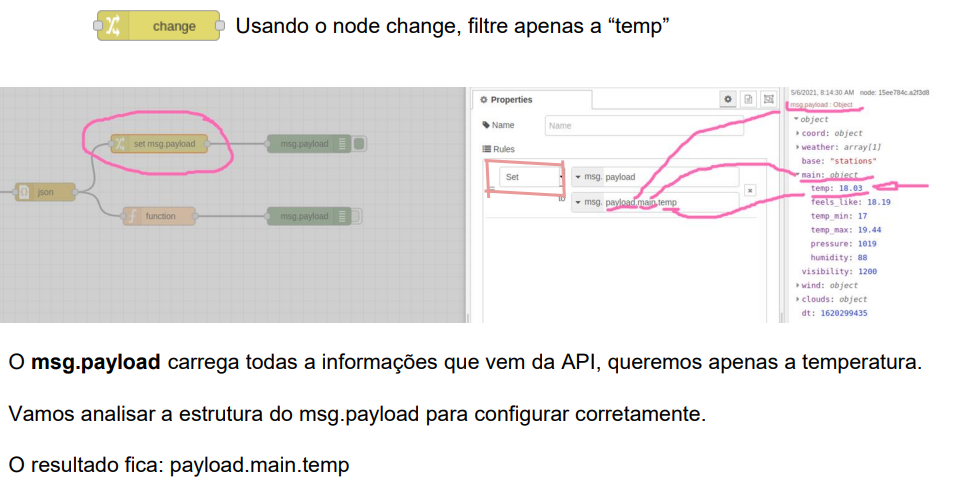 change
Usando o node change, filtre apenas a “temp”
json
set msg.payload
msg.payload
function
msg.payload
Properties
Name
Name
Rules
Set
msg. payload
to
msg. payload.main.temp
5/6/2021, 8:14:30 AM node: 15ee784c.a2f3d8
msg.payload : Object
object
coord: object
weather: array[1]
base: "stations"
main: object
temp: 18.03
feels_like: 18.19
temp_min: 17
temp_max: 19.44
pressure: 1019
humidity: 88
visibility: 1200
wind: object
clouds: object
dt: 1620299435
O msg.payload carrega todas a informações que vem da API, queremos apenas a temperatura.
Vamos analisar a estrutura do msg.payload para configurar corretamente.
O resultado fica: payload.main.temp